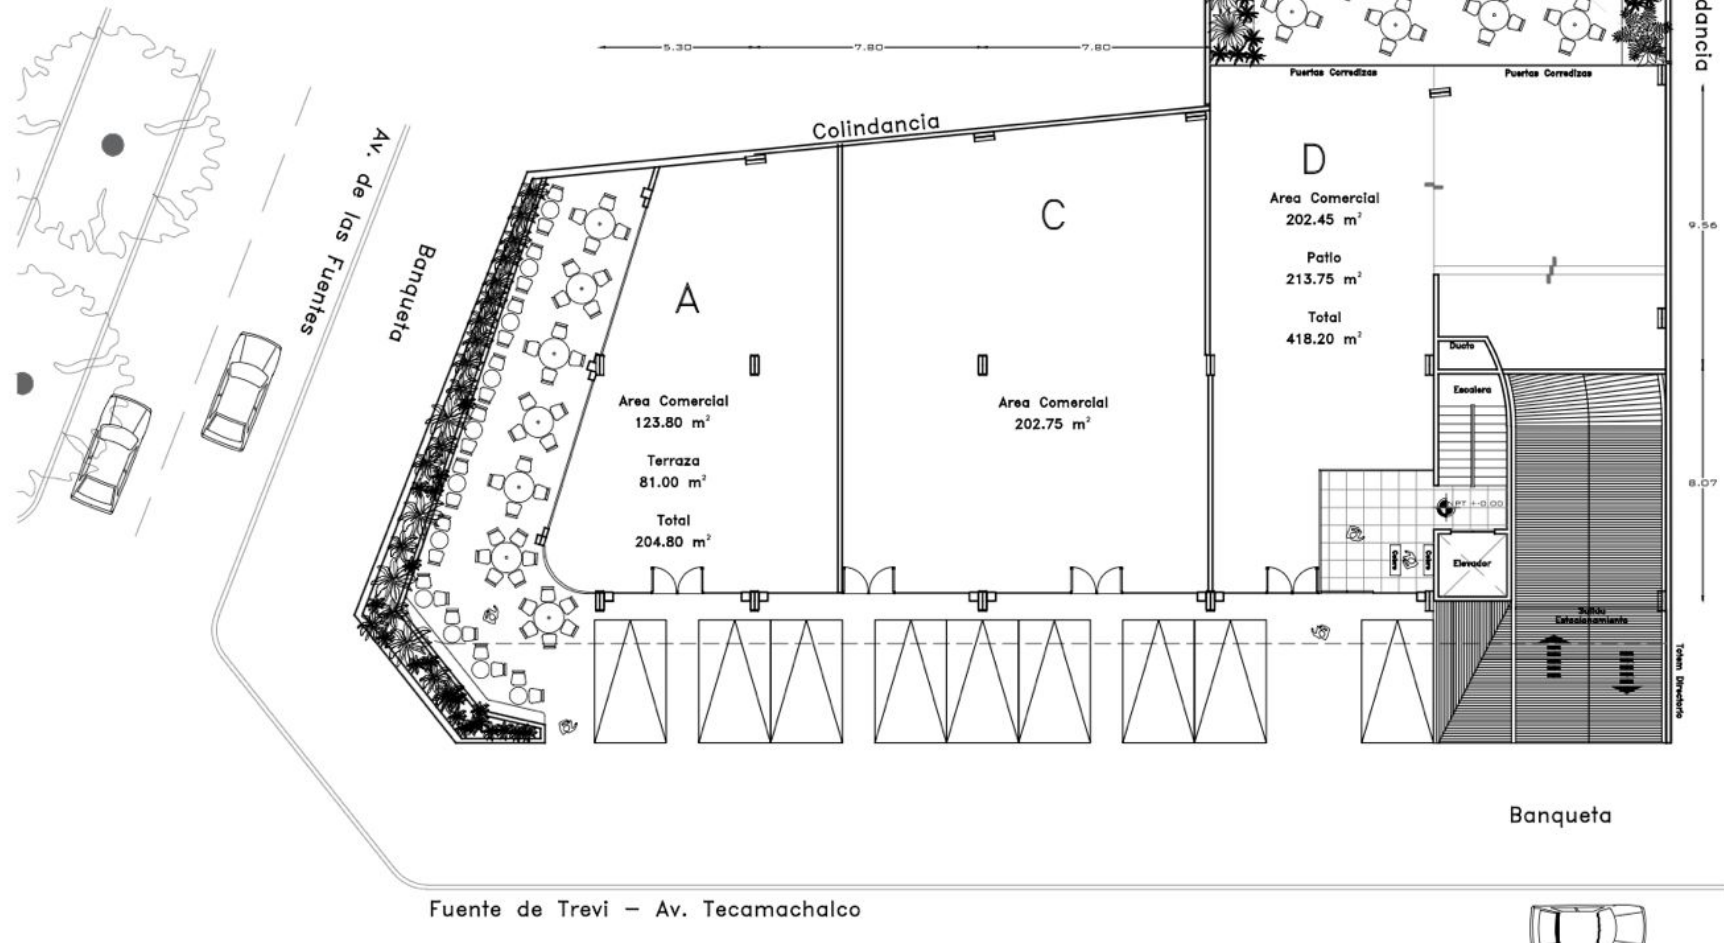 5.30
7.80
7.80
dancia
Puertas Corredizas
Puertas Corredizas
Colindancia
Av. de las Fuentes
Banqueta
9.56
8.07
A
Area Comercial
123.80 m²
Terraza
81.00 m²
Total
204.80 m²
C
Area Comercial
202.75 m²
D
Area Comercial
202.45 m²
Patio
213.75 m²
Total
418.20 m²
Ducto
Escalera
Elevador
Estacionamiento
Totem Directorio
Banqueta
Fuente de Trevi - Av. Tecamachalco